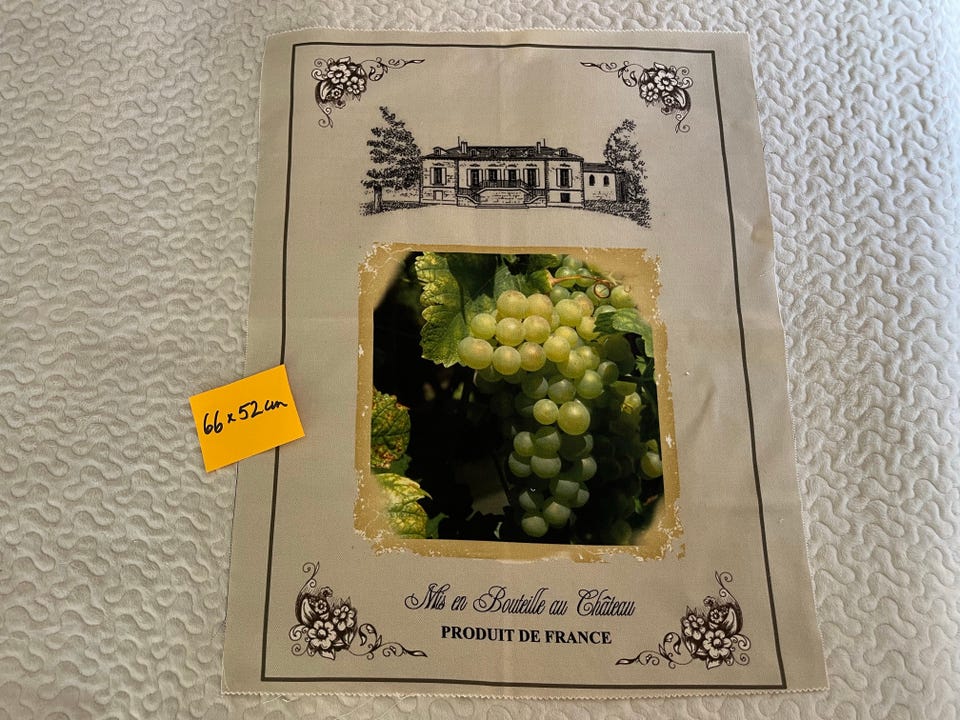 66 x 52 cm
Mis en Bouteille au Château
PRODUIT DE FRANCE